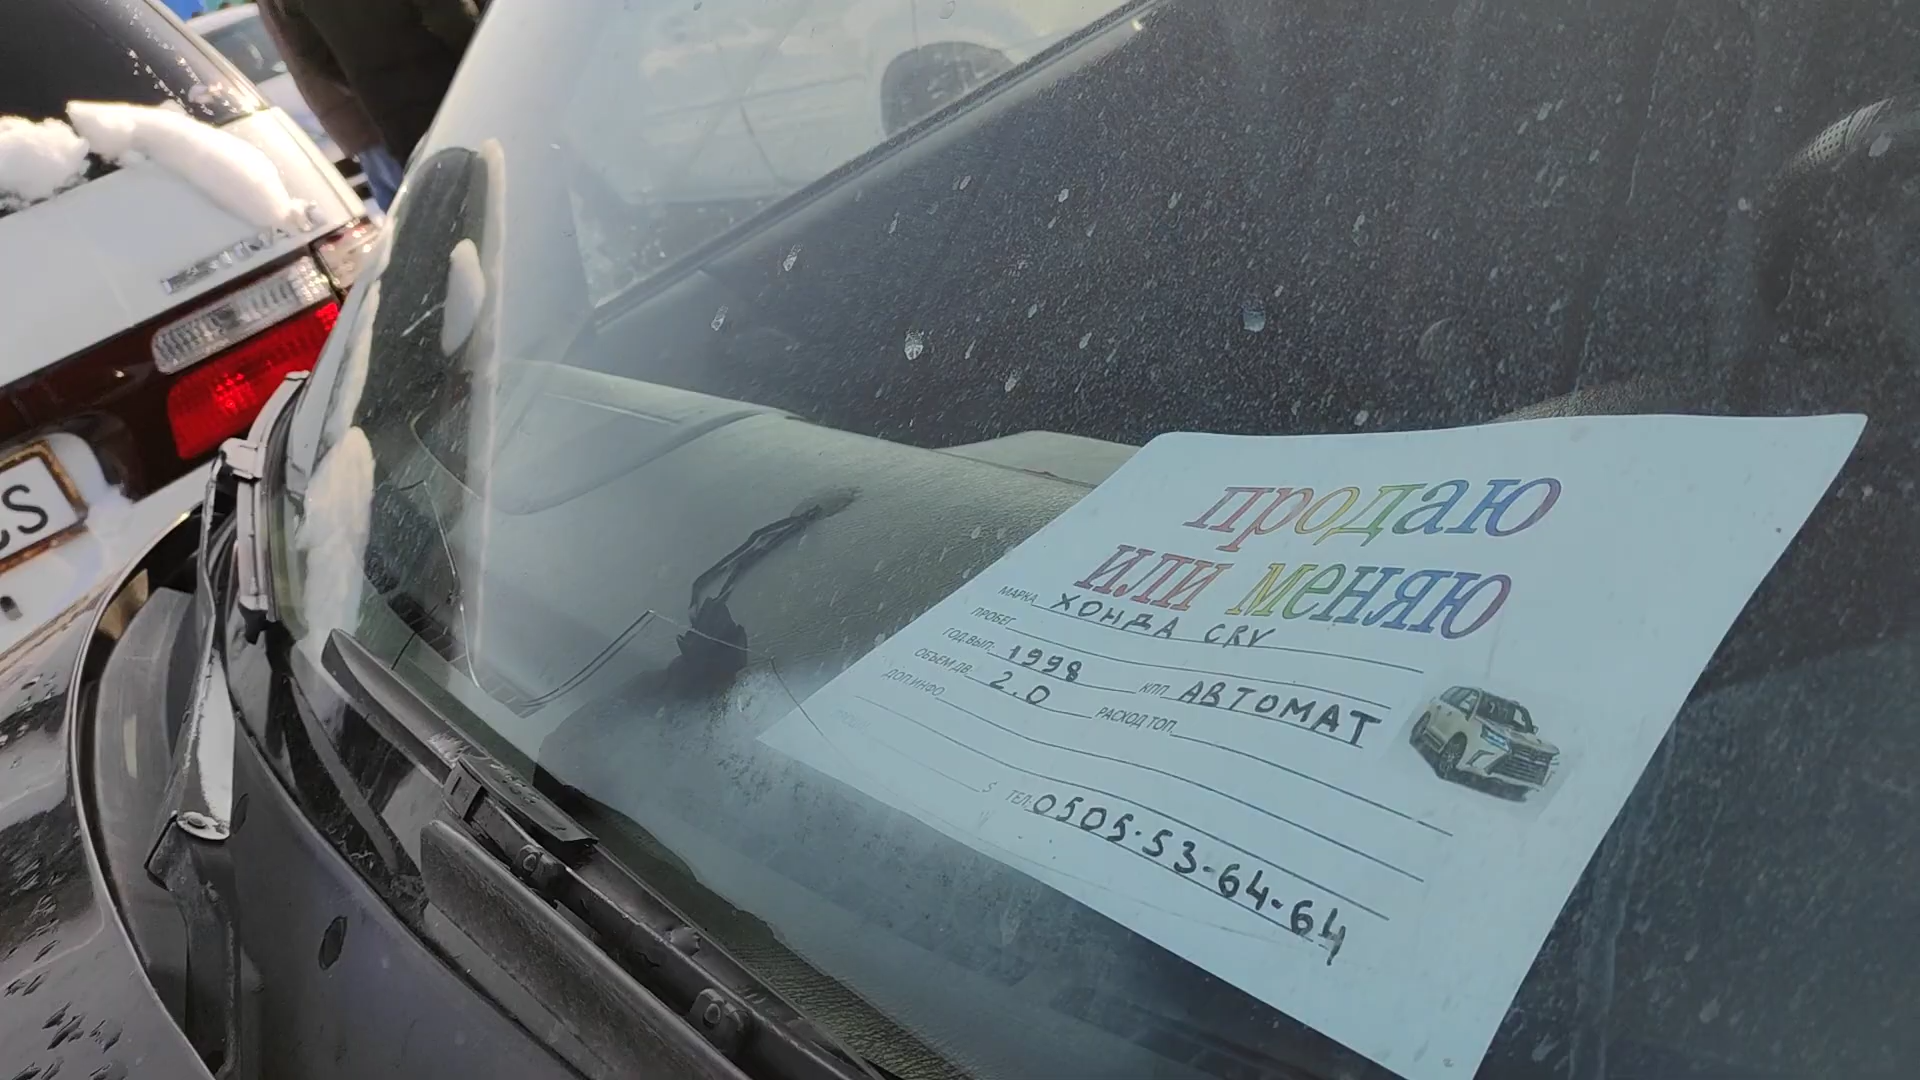 продаю
или меняю
МАРКА ХОНДА CRV
ПРОБЕГ
ГОД.ВЫП: 1998 КПП АВТОМАТ
ОБЪЕМ ДВ. 2.0 РАСХОД ТОП.
ДОП.ИНФО
$ ТЕЛ: 0505-53-64-64
S